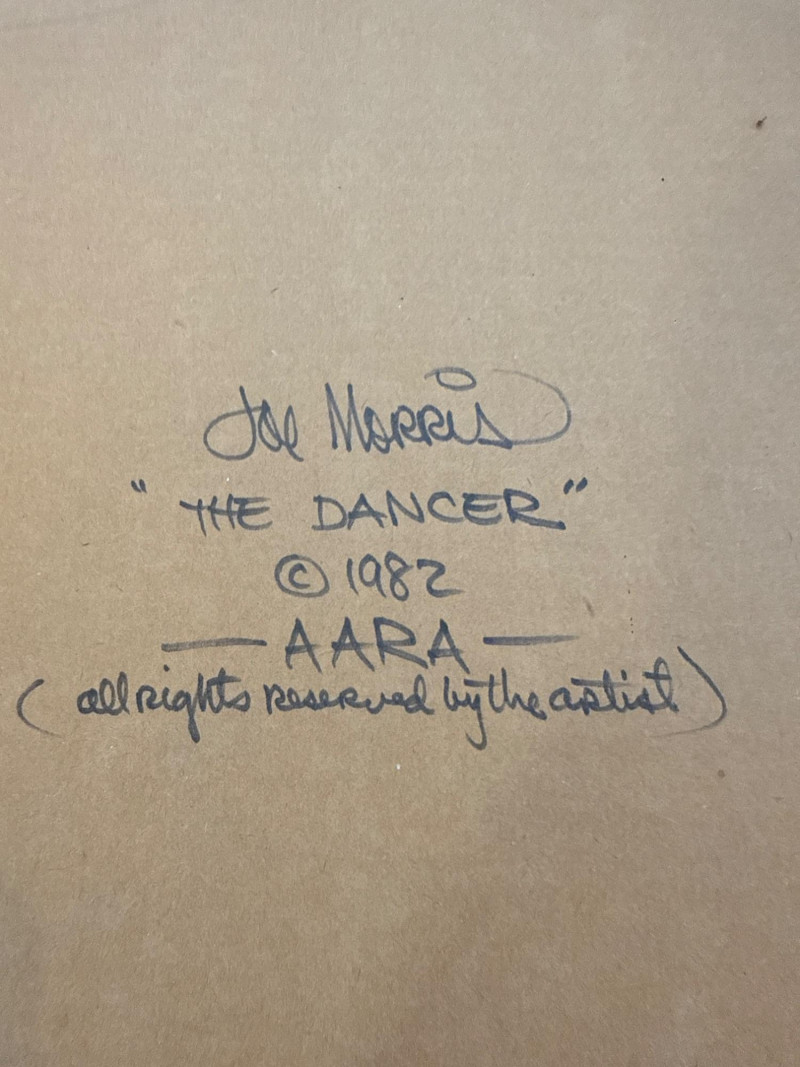 Joe Morris
" THE DANCER"
© 1982
— AARA —
( all rights reserved by the artist )